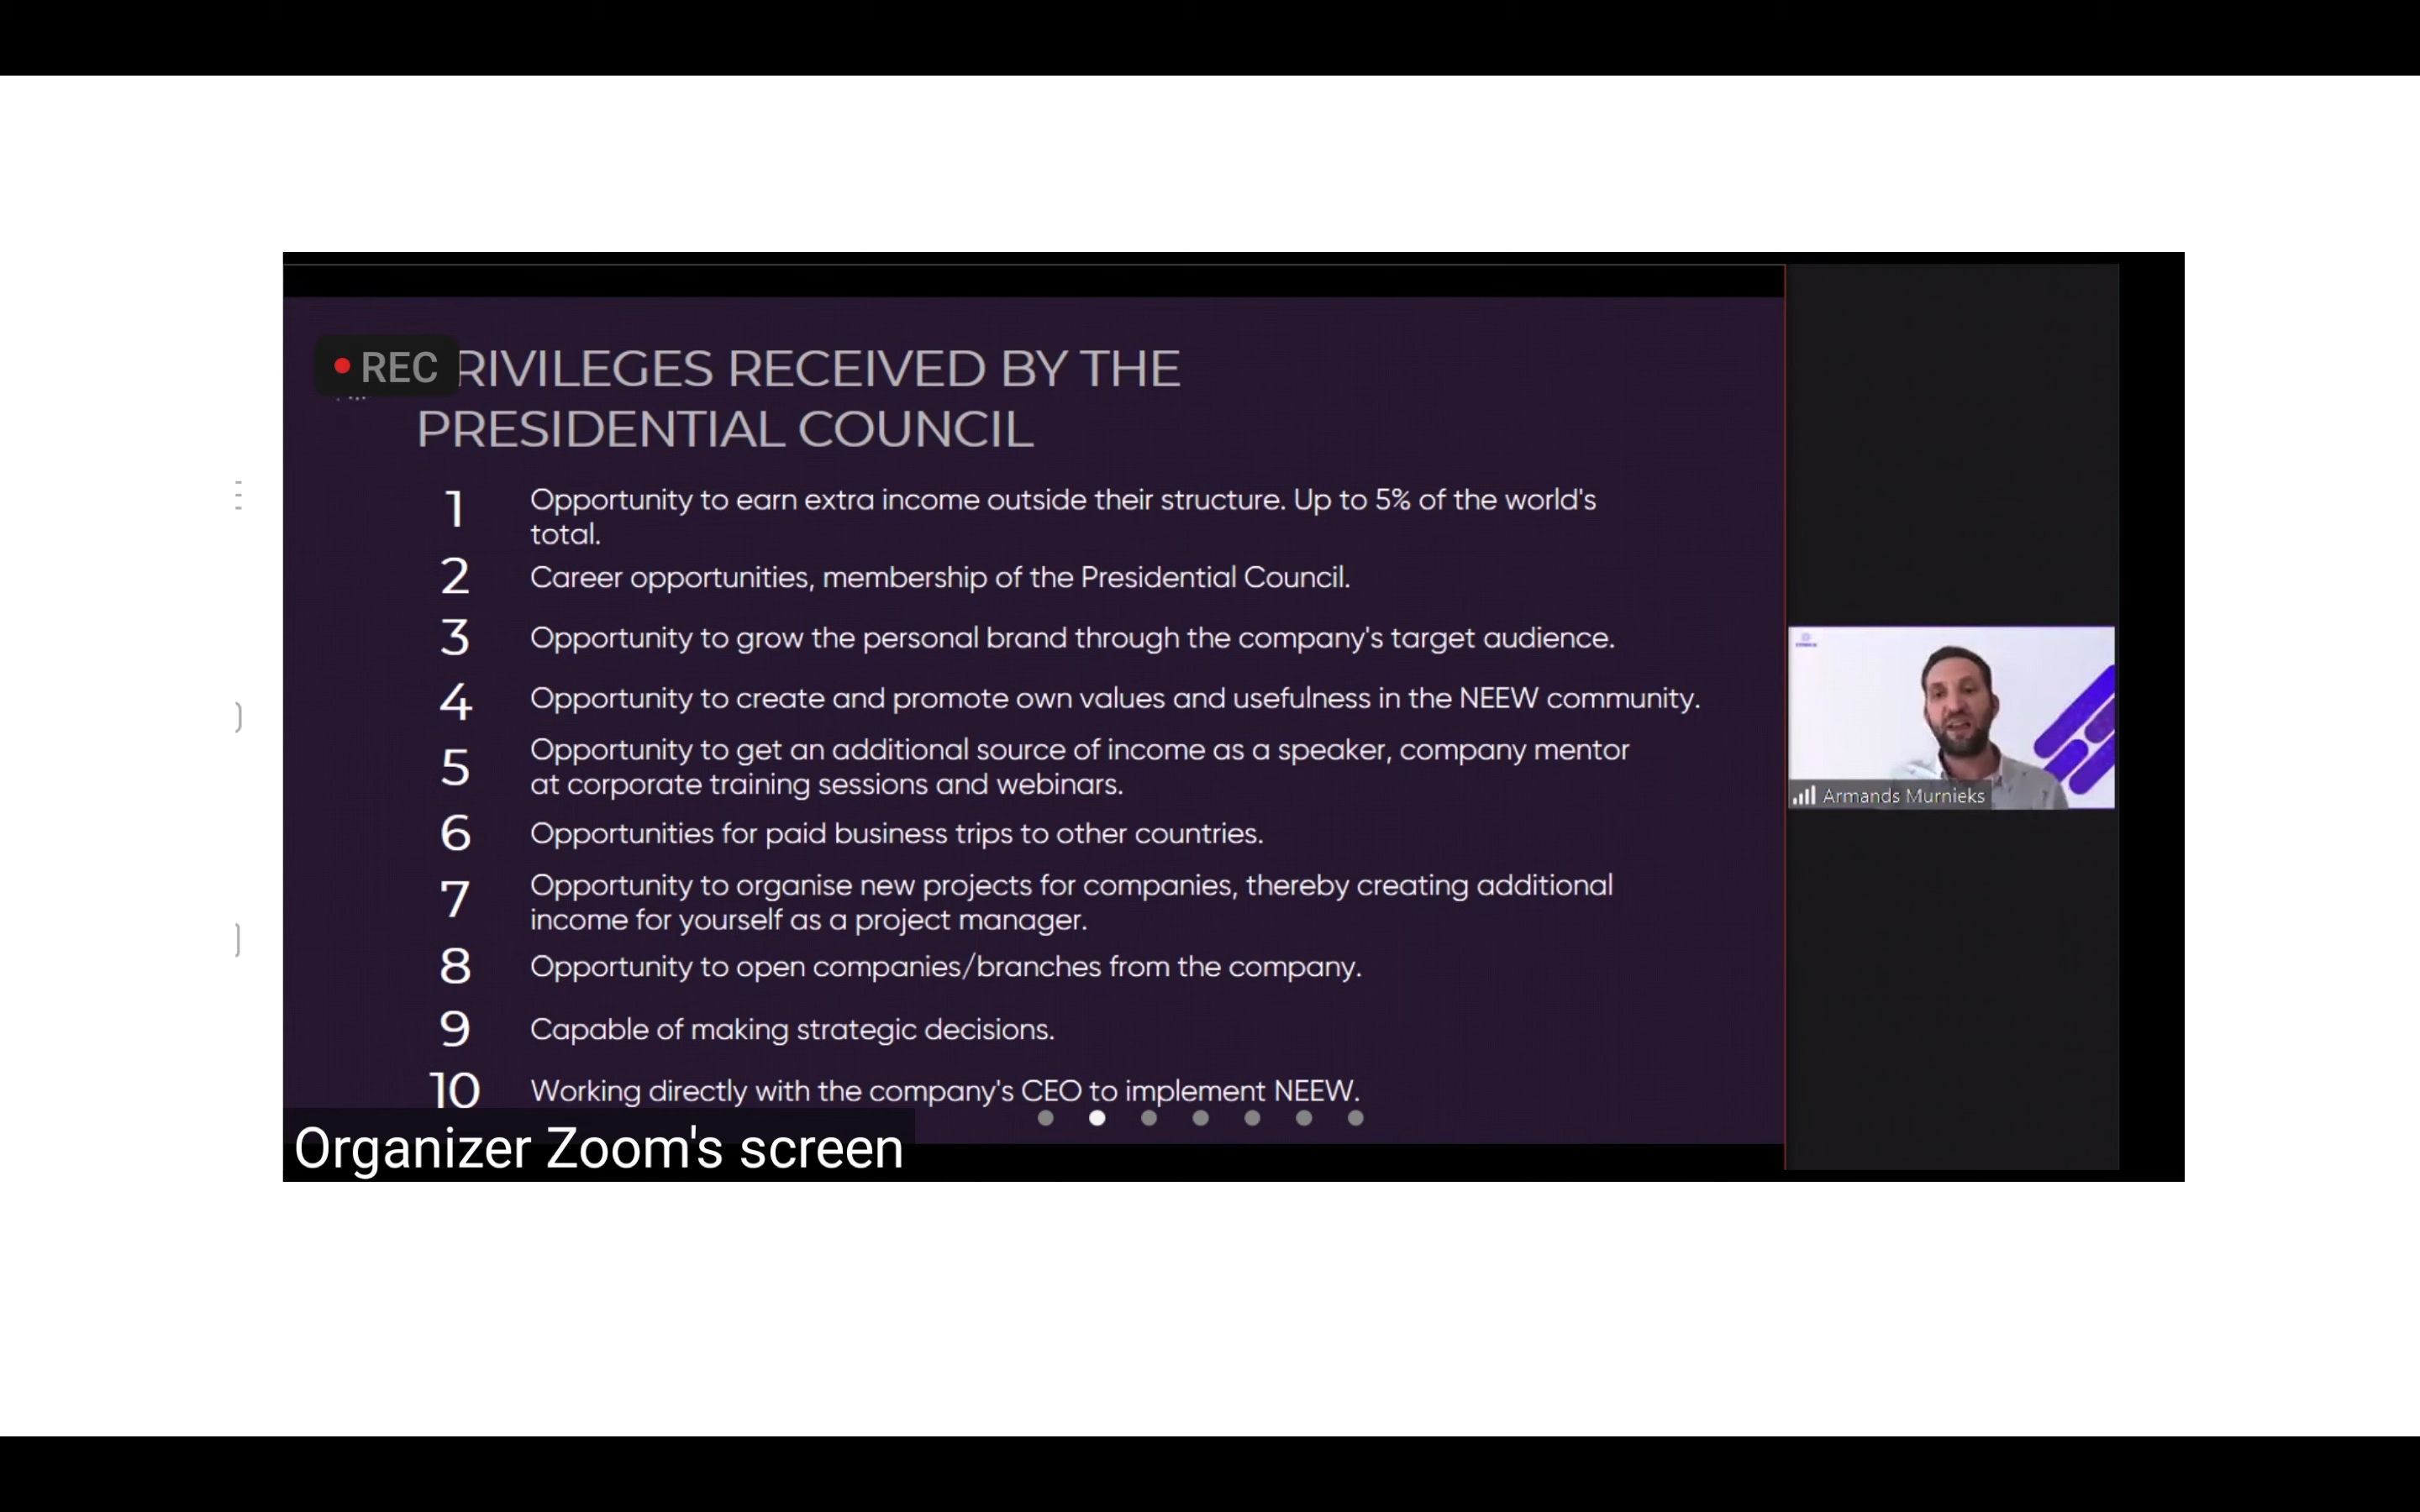 REC
RIVILEGES RECEIVED BY THE
PRESIDENTIAL COUNCIL
1 Opportunity to earn extra income outside their structure. Up to 5% of the world's
total.
2 Career opportunities, membership of the Presidential Council.
3 Opportunity to grow the personal brand through the company's target audience.
4 Opportunity to create and promote own values and usefulness in the NEEW community.
5 Opportunity to get an additional source of income as a speaker, company mentor
at corporate training sessions and webinars.
6 Opportunities for paid business trips to other countries.
7 Opportunity to organise new projects for companies, thereby creating additional
income for yourself as a project manager.
8 Opportunity to open companies/branches from the company.
9 Capable of making strategic decisions.
10 Working directly with the company's CEO to implement NEEW.
Organizer Zoom's screen
Armands Murnieks